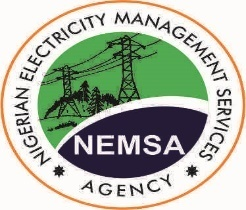 NIGERIAN ELECTRICITY MANAGEMENT SERVICES
NEMSA
AGENCY